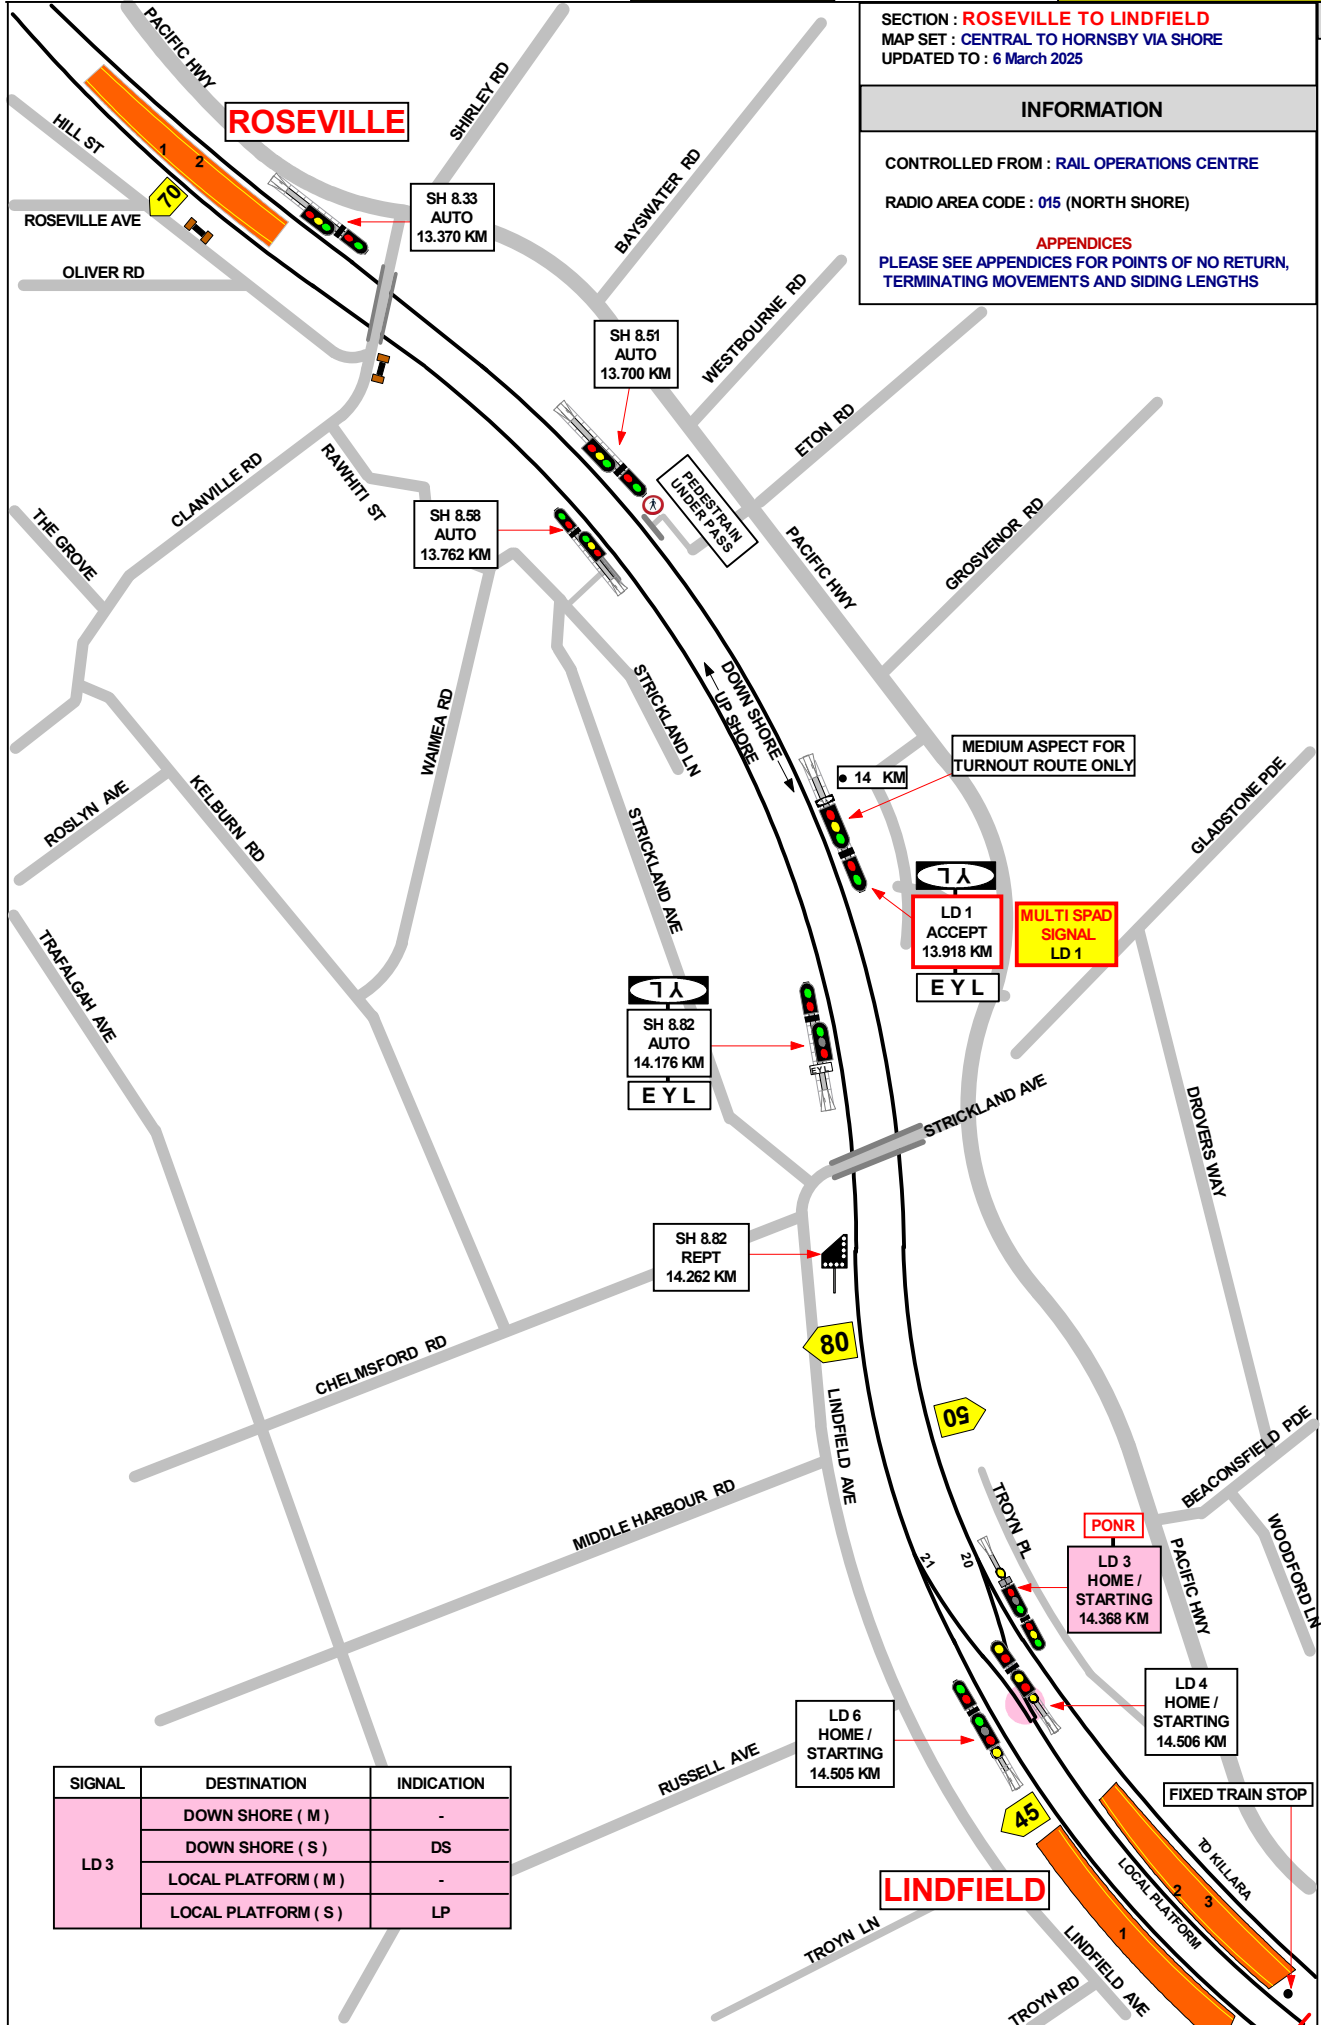 SECTION : ROSEVILLE TO LINDFIELD
MAP SET : CENTRAL TO HORNSBY VIA SHORE
UPDATED TO : 6 March 2025
INFORMATION
CONTROLLED FROM : RAIL OPERATIONS CENTRE
RADIO AREA CODE : 015 (NORTH SHORE)
APPENDICES
PLEASE SEE APPENDICES FOR POINTS OF NO RETURN,
TERMINATING MOVEMENTS AND SIDING LENGTHS
PACIFIC HWY
ROSEVILLE
SHIRLEY RD
HILL ST
1
2
70
ROSEVILLE AVE
OLIVER RD
SH 8.33
AUTO
13.370 KM
BAYSWATER RD
WESTBOURNE RD
SH 8.51
AUTO
13.700 KM
ETON RD
PEDESTRAIN
UNDER PASS
CLANVILLE RD
RAWHITI ST
THE GROVE
SH 8.58
AUTO
13.762 KM
PACIFIC HWY
GROSVENOR RD
STRICKLAND LN
WAIMEA RD
DOWN SHORE
UP SHORE
14 KM
MEDIUM ASPECT FOR
TURNOUT ROUTE ONLY
GLADSTONE PDE
ROSLYN AVE
KELBURN RD
STRICKLAND AVE
YL
LD 1
ACCEPT
13.918 KM
E Y L
MULTI SPAD
SIGNAL
LD 1
TRAFALGAH AVE
YL
SH 8.82
AUTO
14.176 KM
E Y L
EYL
STRICKLAND AVE
DROVERS WAY
SH 8.82
REPT
14.262 KM
80
CHELMSFORD RD
LINDFIELD AVE
50
BEACONSFIELD PDE
MIDDLE HARBOUR RD
TROYN PL
WOODFORD LN
21
20
PONR
LD 3
HOME /
STARTING
14.368 KM
PACIFIC HWY
LD 4
HOME /
STARTING
14.506 KM
LD 6
HOME /
STARTING
14.505 KM
RUSSELL AVE
45
FIXED TRAIN STOP
SIGNAL DESTINATION INDICATION
LD 3
DOWN SHORE ( M ) -
DOWN SHORE ( S ) DS
LOCAL PLATFORM ( M ) -
LOCAL PLATFORM ( S ) LP
LINDFIELD
TO KILLARA
LOCAL PLATFORM
2
3
1
TROYN LN
LINDFIELD AVE
TROYN RD